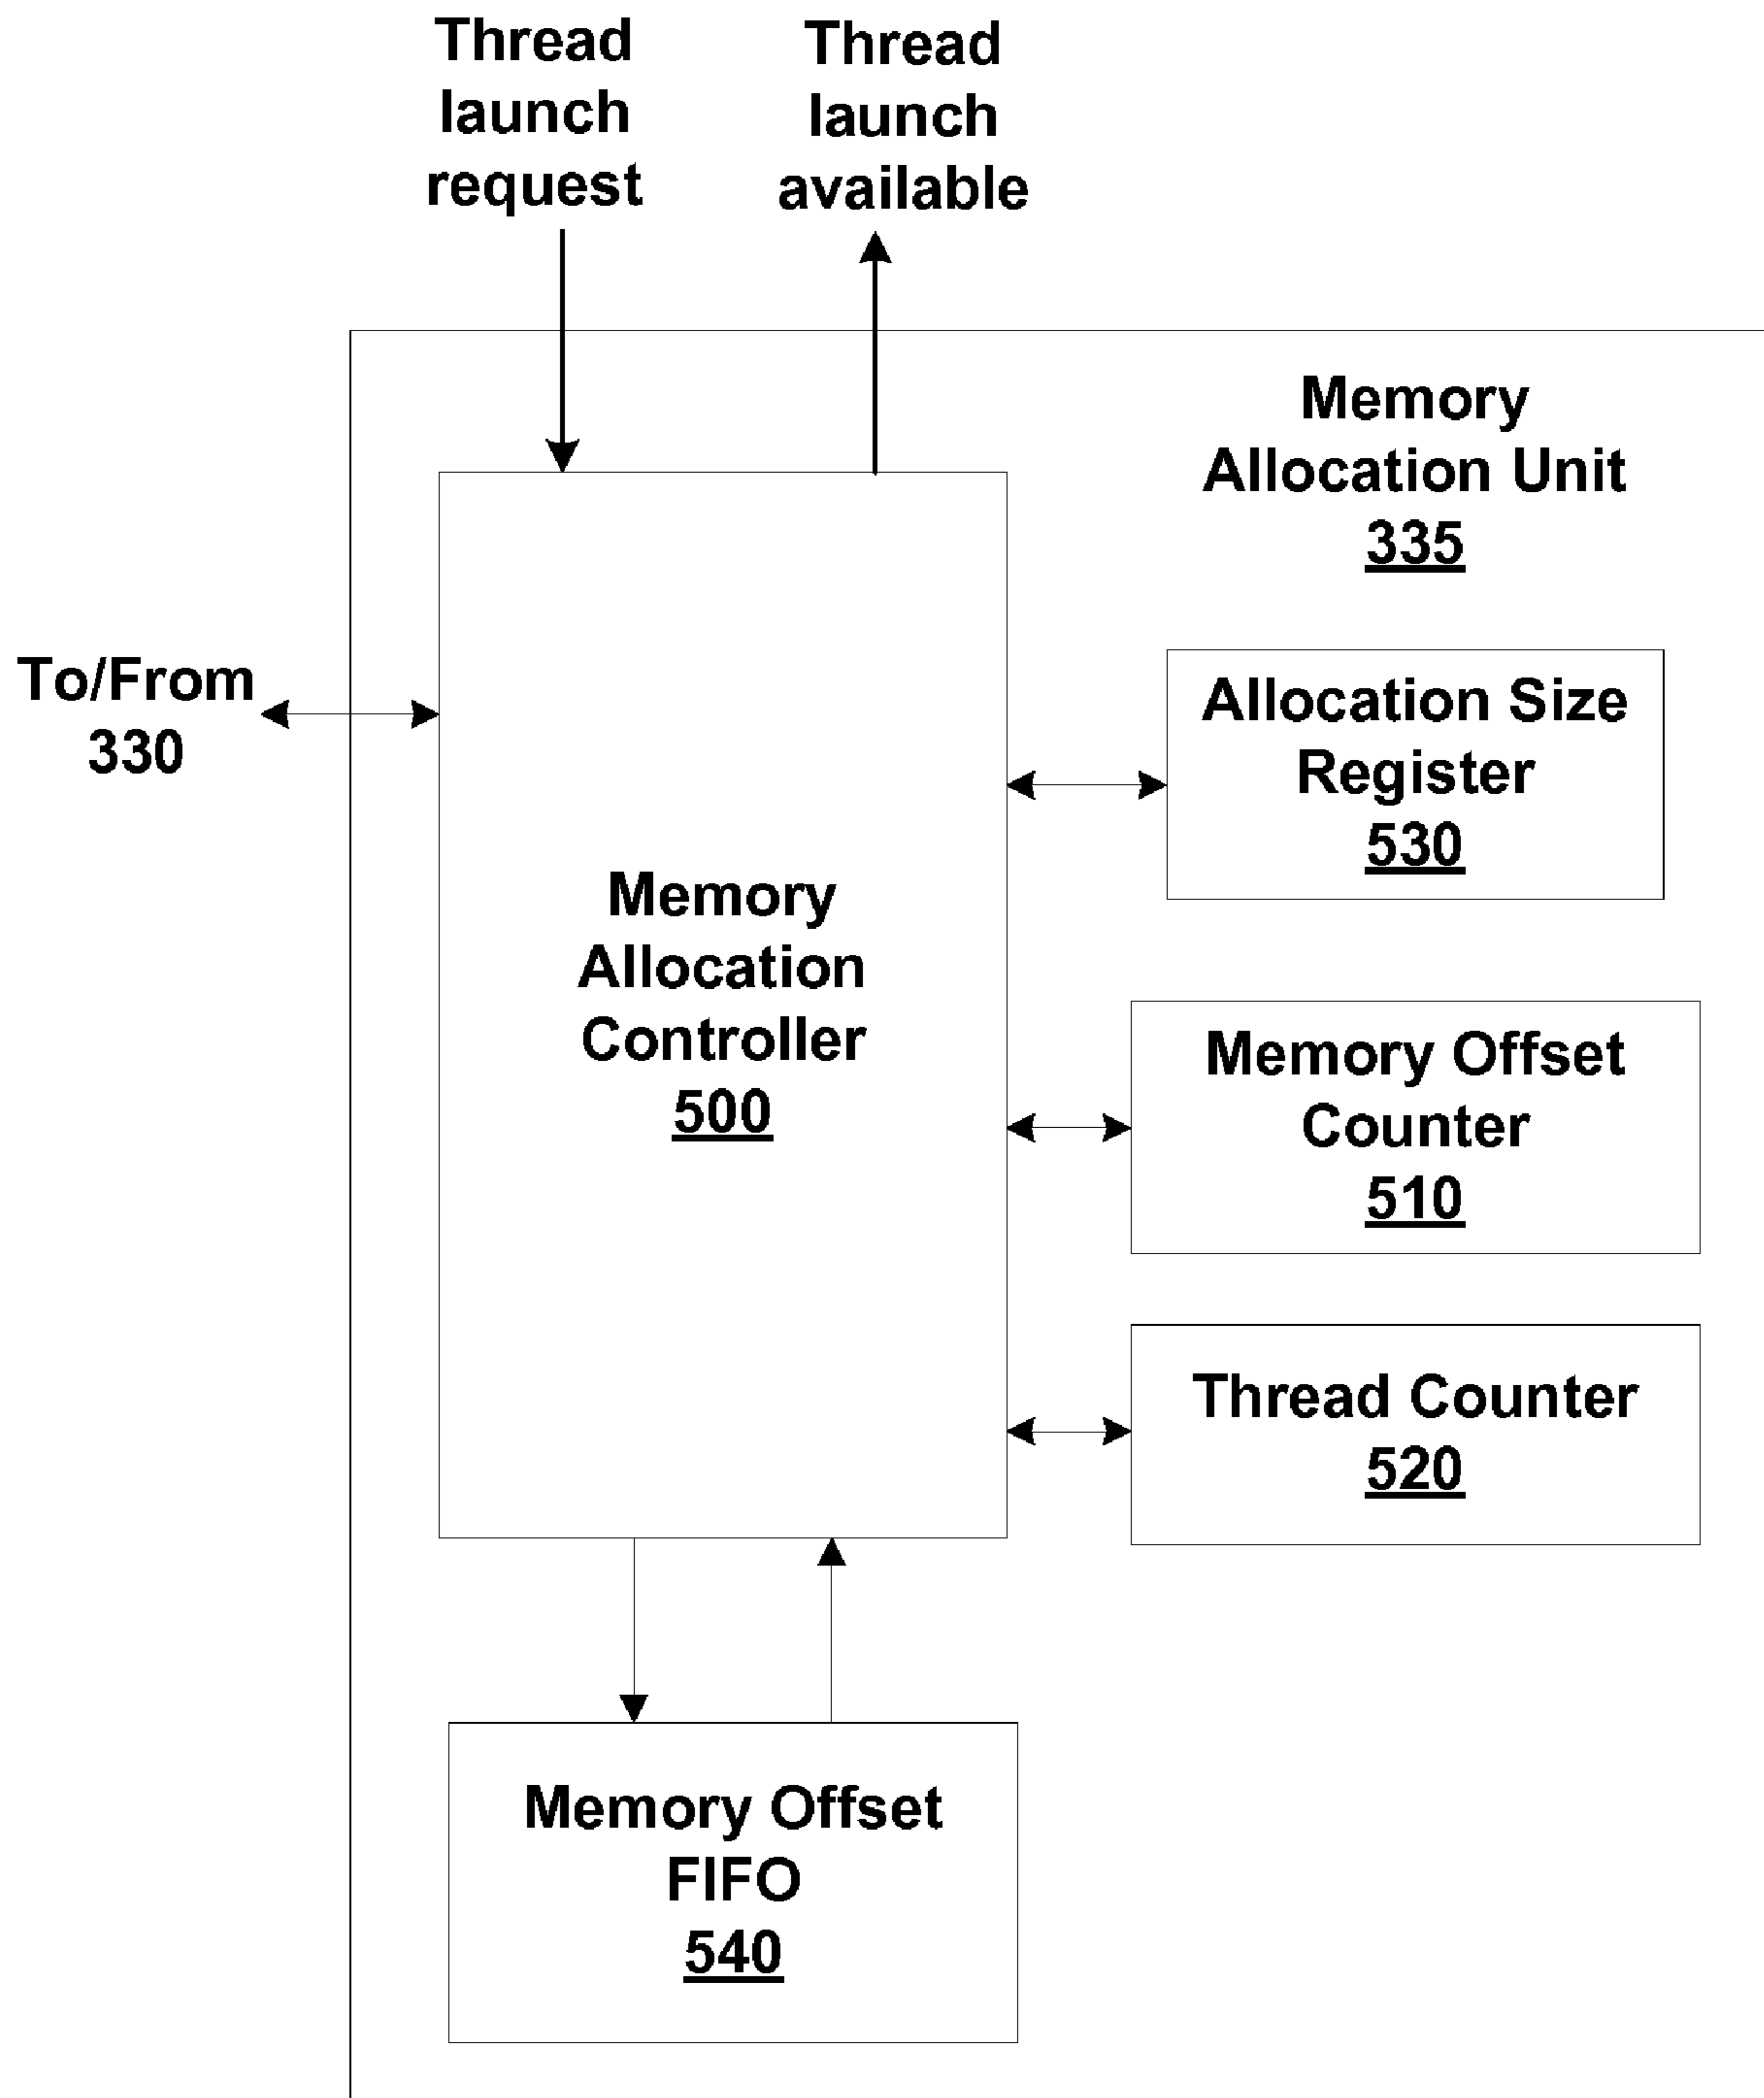 Thread
launch
request
Thread
launch
available
Memory
Allocation Unit
335
To/From
330
Allocation Size
Register
530
Memory
Allocation
Controller
500
Memory Offset
Counter
510
Thread Counter
520
Memory Offset
FIFO
540